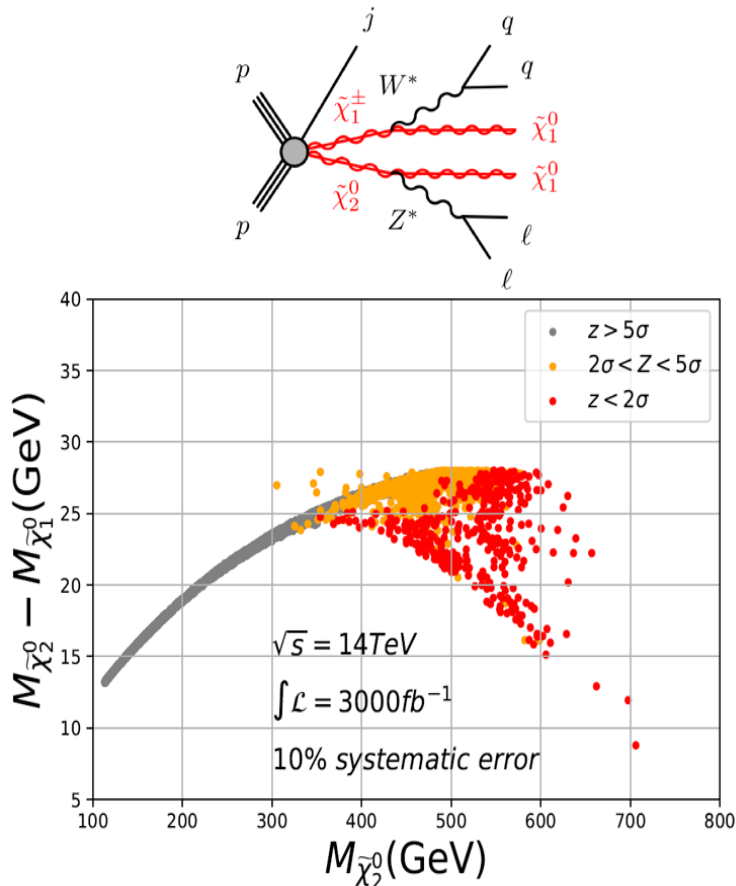 j
q
p
W*
q
χ̃₁±
χ̃₁⁰
χ̃₁⁰
χ̃₂⁰
Z*
p
ℓ
ℓ
40
35
30
25
20
15
10
5
M_χ̃₂⁰ − M_χ̃₁⁰(GeV)
z > 5σ
2σ < Z < 5σ
z < 2σ
√s = 14TeV
∫ℒ = 3000fb⁻¹
10% systematic error
100 200 300 400 500 600 700 800
M_χ̃₂⁰(GeV)